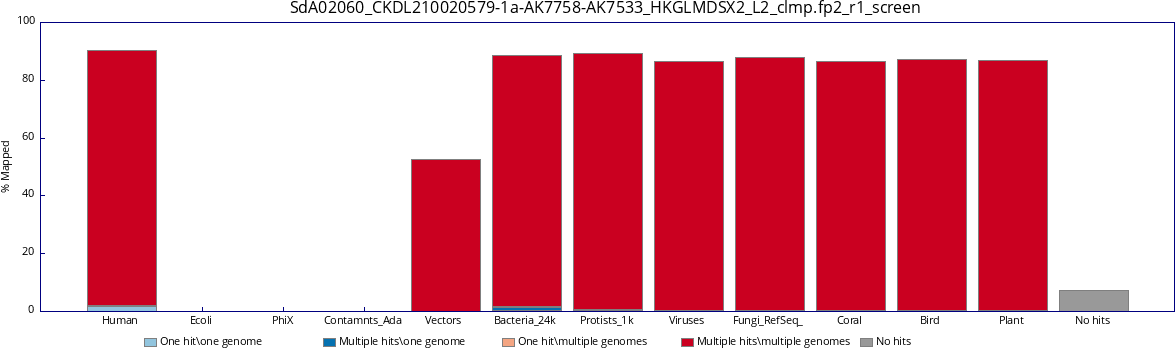 SdA02060_CKDL210020579-1a-AK7758-AK7533_HKGLMDSX2_L2_clmp.fp2_r1_screen
100
80
60
40
20
0
% Mapped
Human Ecoli PhiX Contamnts_Ada Vectors Bacteria_24k Protists_1k Viruses Fungi_RefSeq_ Coral Bird Plant No hits
One hit\one genome Multiple hits\one genome One hit\multiple genomes Multiple hits\multiple genomes No hits